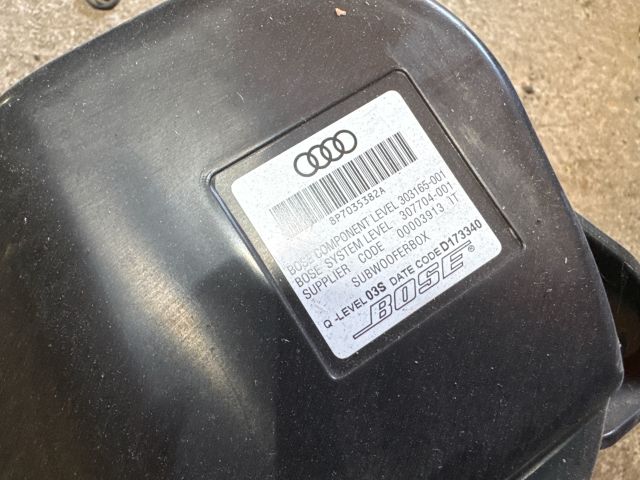 8P7035382A
BOSE COMPONENT LEVEL 303165-001
BOSE SYSTEM LEVEL 307704-001
SUPPLIER CODE 00003913 IT
SUBWOOFERBOX
Q-LEVEL 03S DATE CODE D173340
BOSE®